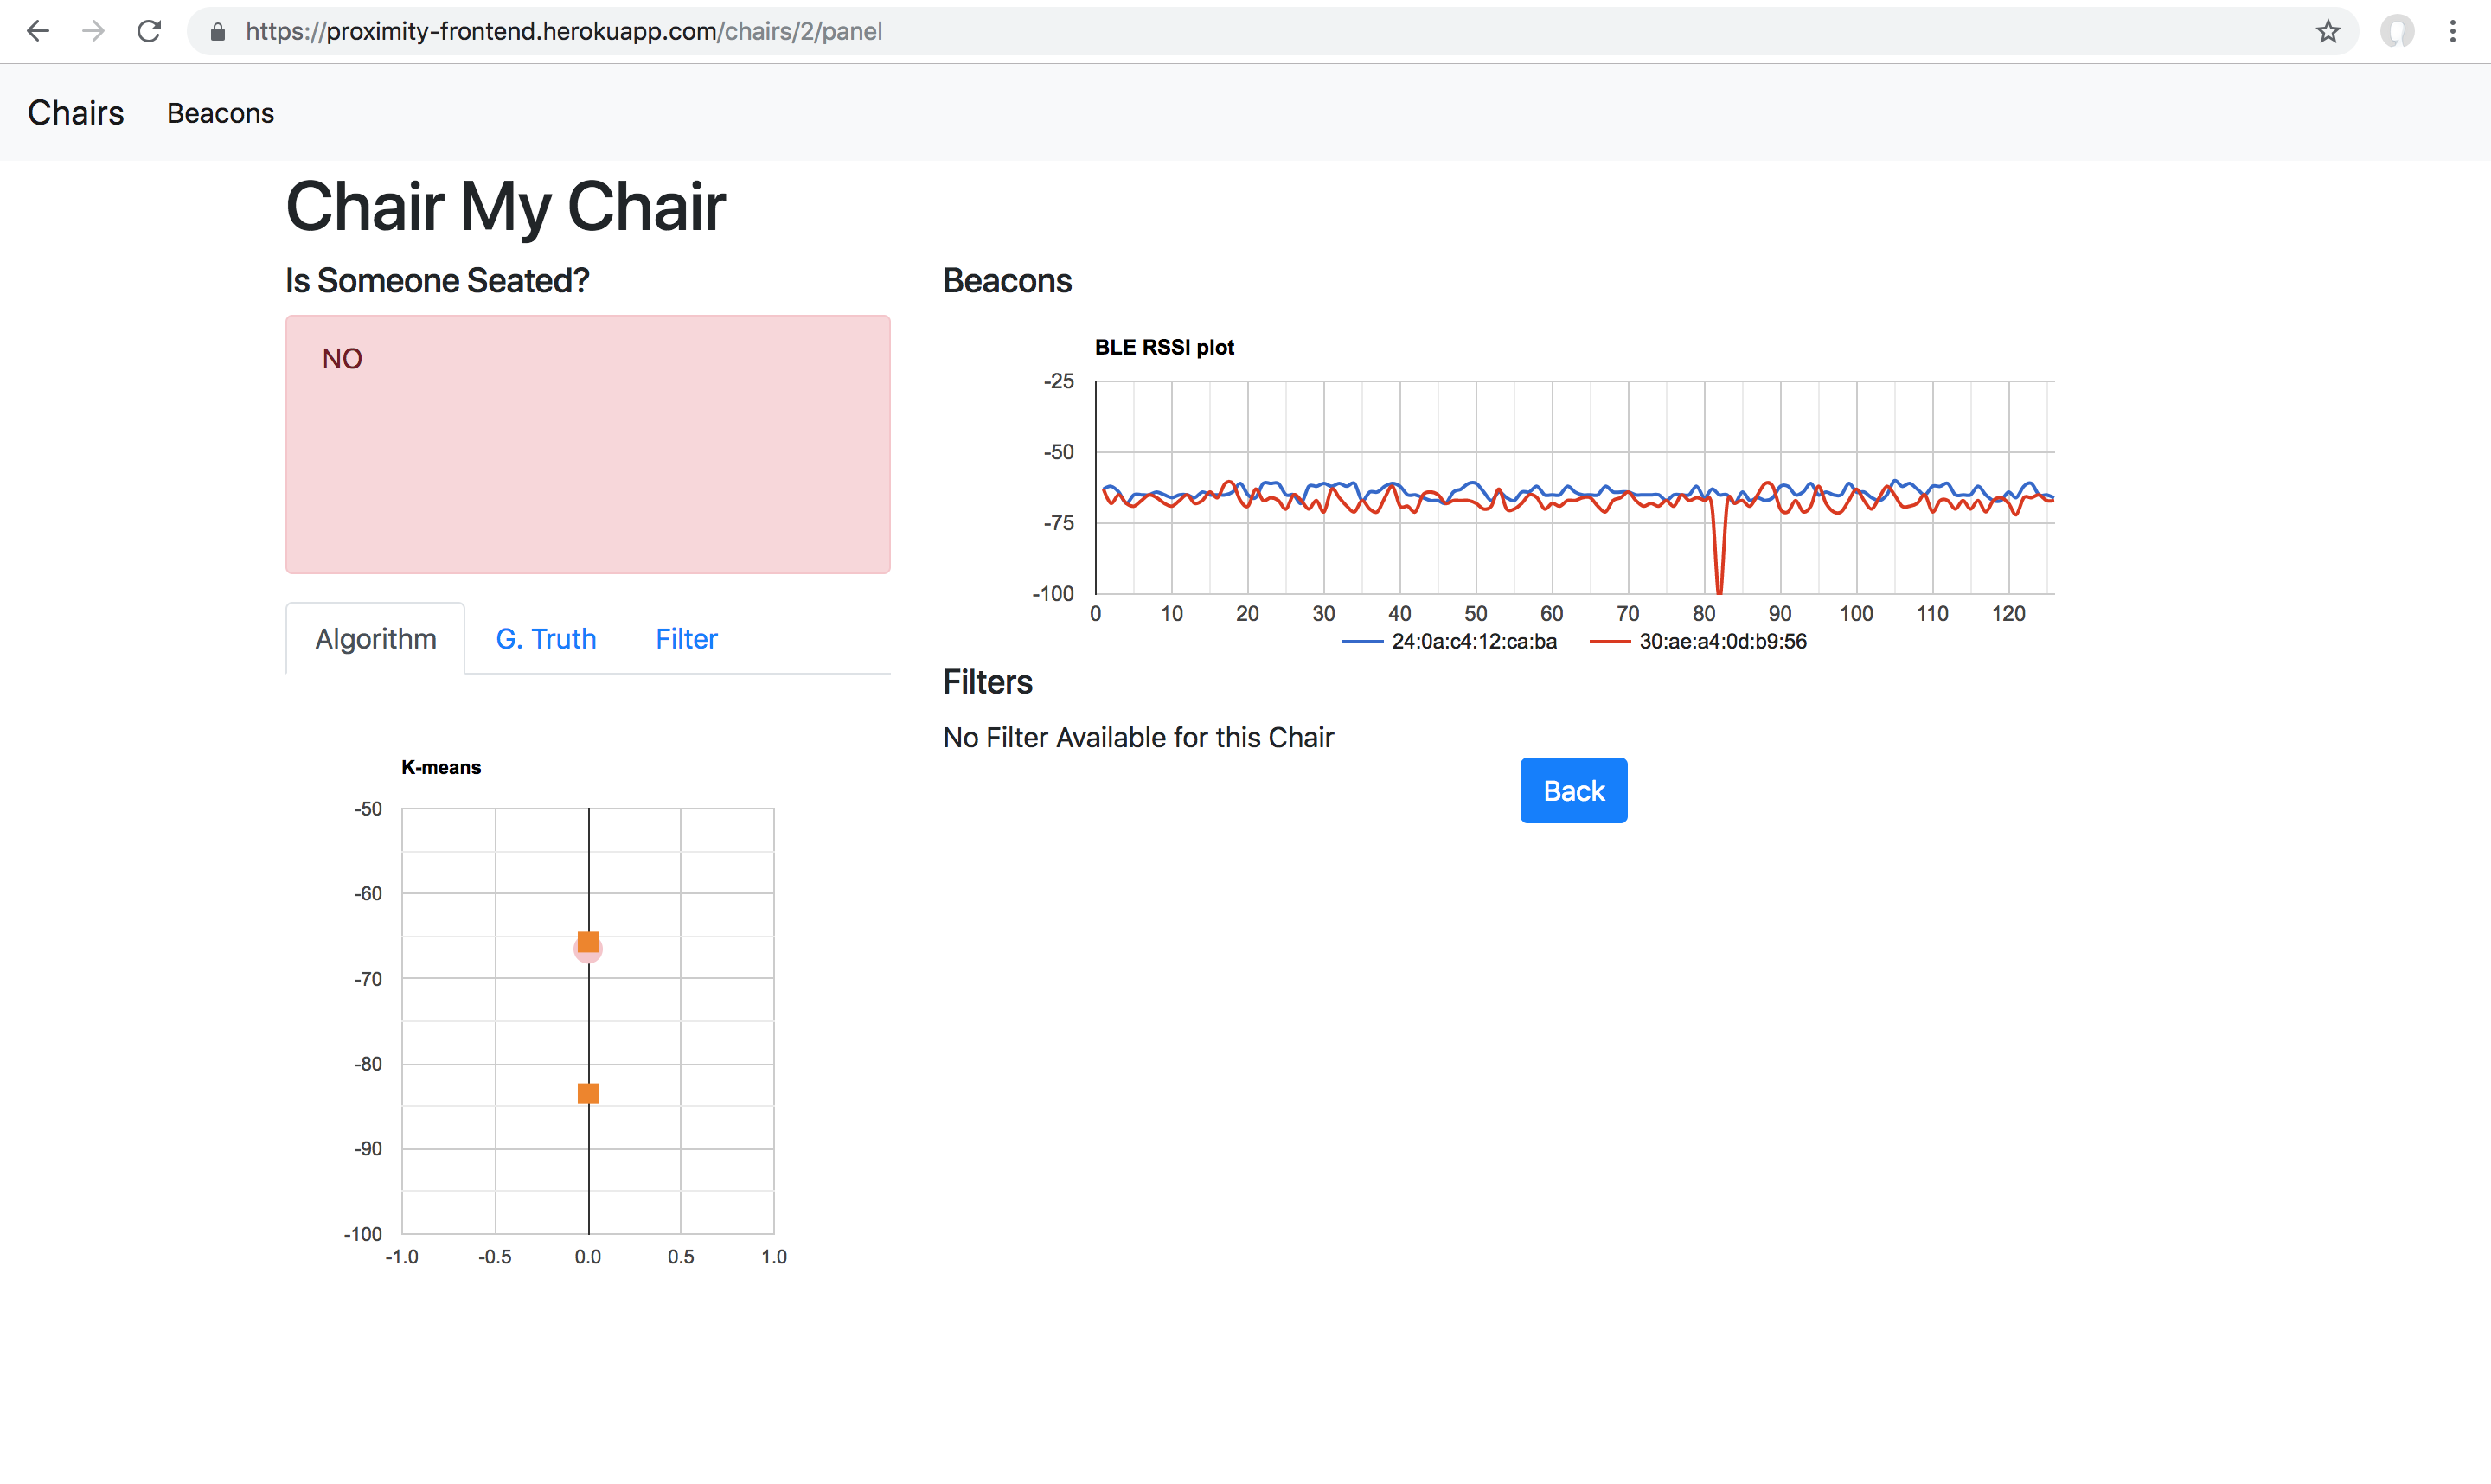 https://proximity-frontend.herokuapp.com/chairs/2/panel
Chairs Beacons
Chair My Chair
Is Someone Seated?
NO
Algorithm G. Truth Filter
K-means
-50
-60
-70
-80
-90
-100
-1.0 -0.5 0.0 0.5 1.0
Beacons
BLE RSSI plot
-25
-50
-75
-100
0 10 20 30 40 50 60 70 80 90 100 110 120
24:0a:c4:12:ca:ba 30:ae:a4:0d:b9:56
Filters
No Filter Available for this Chair
Back